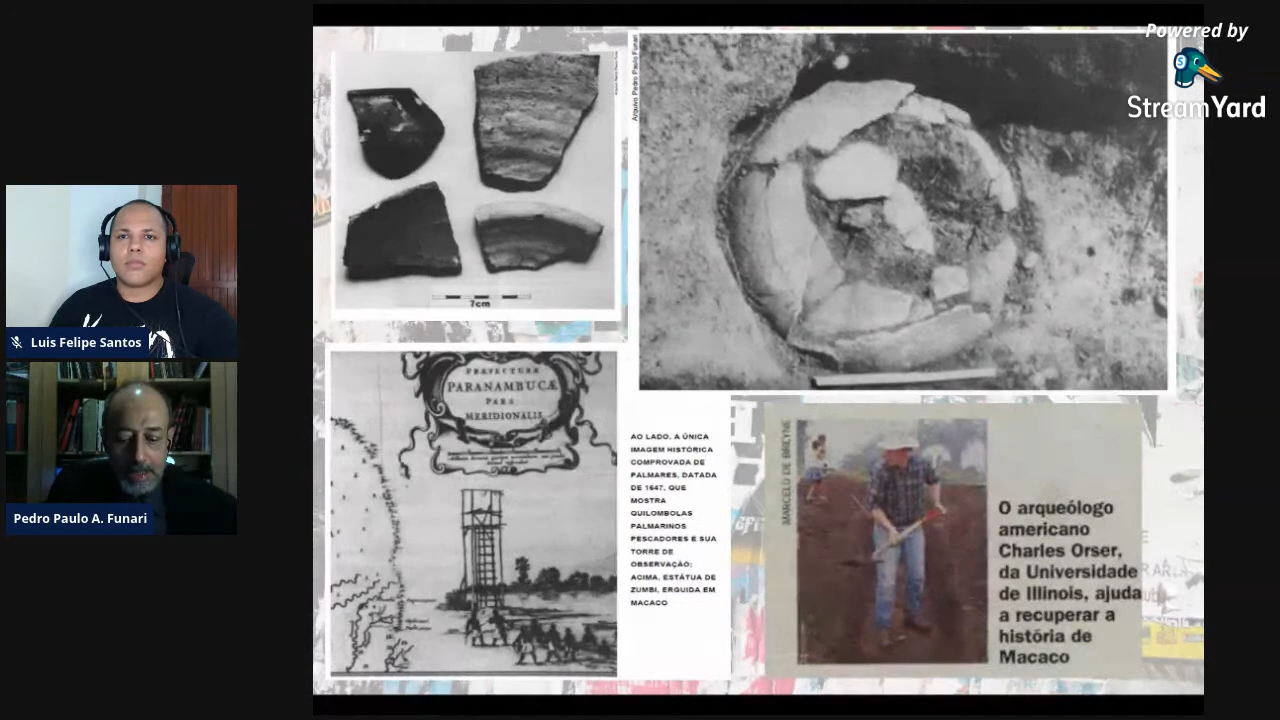 Powered by
StreamYard
Luis Felipe Santos
Pedro Paulo A. Funari
7cm
Arquivo Pedro Paulo Funari
PRÆFECTURÆ
PARANAMBUCÆ
PARS
MERIDIONALIS
AO LADO, A ÚNICA
IMAGEM HISTÓRICA
COMPROVADA DE
PALMARES, DATADA
DE 1647, QUE
MOSTRA
QUILOMBOLAS
PALMARINOS
PESCADORES E SUA
TORRE DE
OBSERVAÇÃO;
ACIMA, ESTÁTUA DE
ZUMBI, ERGUIDA EM
MACACO
MARCELO DE BREYNE
O arqueólogo
americano
Charles Orser,
da Universidade
de Illinois, ajuda
a recuperar a
história de
Macaco